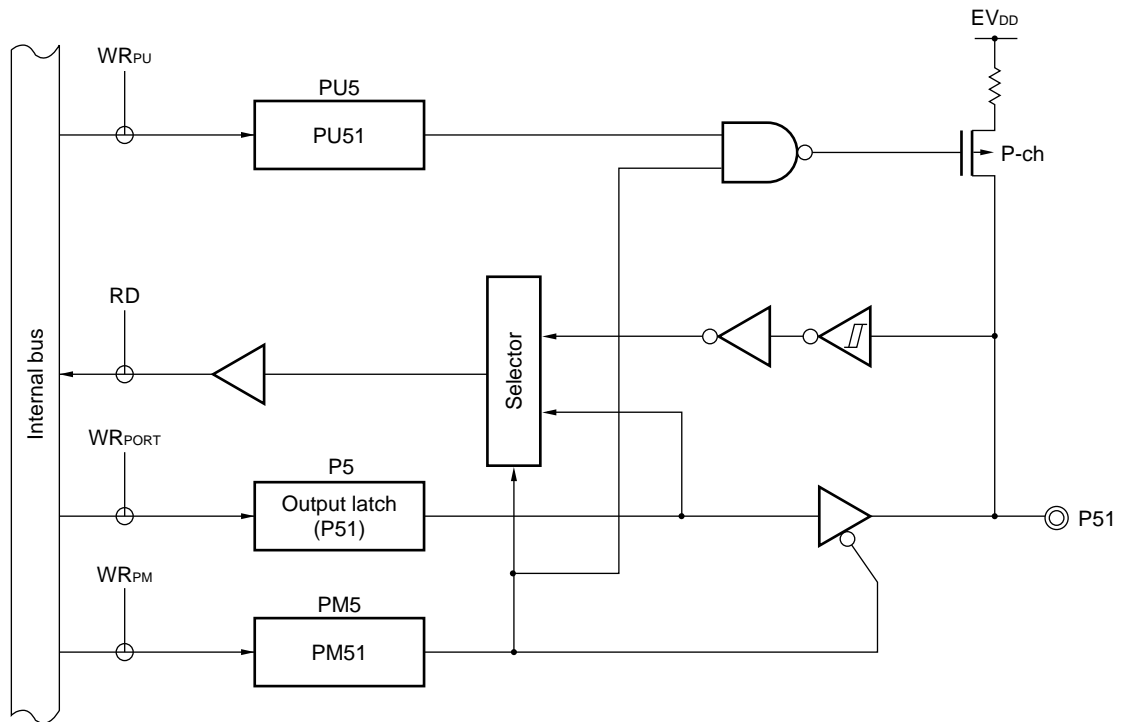 EVDD
WRPU
PU5
PU51
P-ch
RD
Selector
Internal bus
WRPORT
P5
Output latch
(P51)
P51
WRPM
PM5
PM51